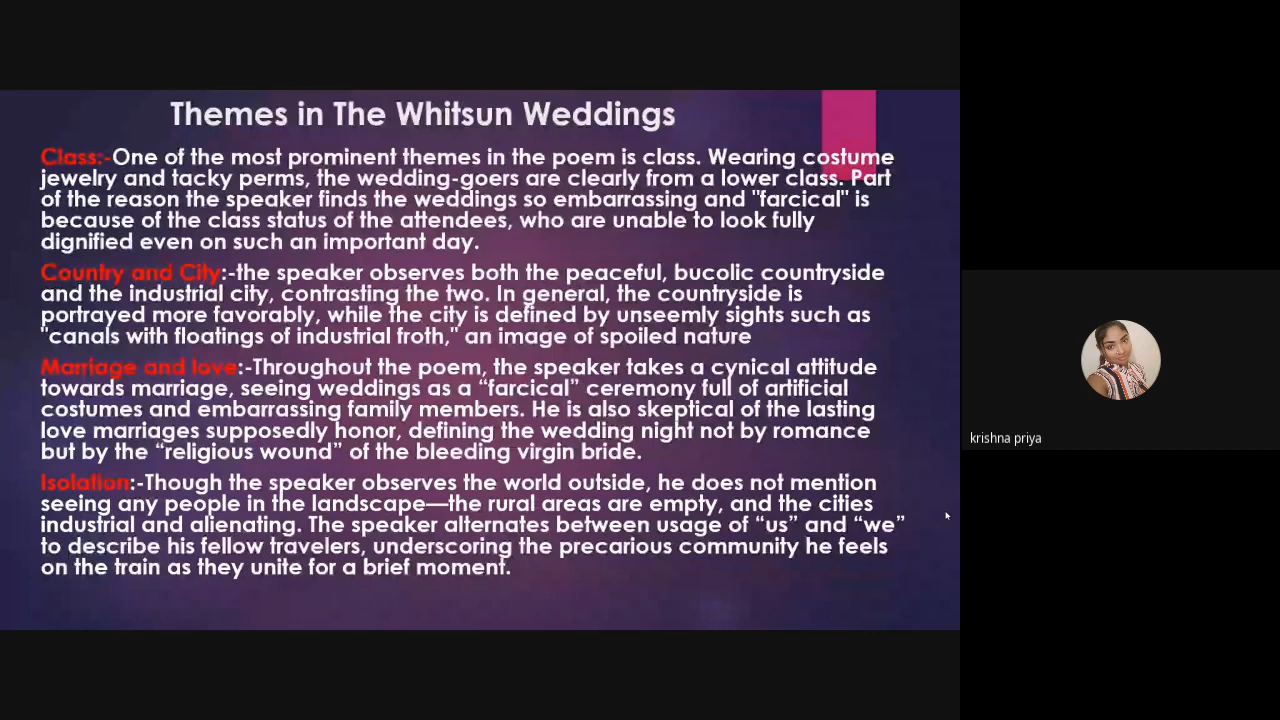 Themes in The Whitsun Weddings
Class:-One of the most prominent themes in the poem is class. Wearing costume
jewelry and tacky perms, the wedding-goers are clearly from a lower class. Part
of the reason the speaker finds the weddings so embarrassing and "farcical" is
because of the class status of the attendees, who are unable to look fully
dignified even on such an important day.
Country and City:-the speaker observes both the peaceful, bucolic countryside
and the industrial city, contrasting the two. In general, the countryside is
portrayed more favorably, while the city is defined by unseemly sights such as
"canals with floatings of industrial froth," an image of spoiled nature
Marriage and love:-Throughout the poem, the speaker takes a cynical attitude
towards marriage, seeing weddings as a “farcical” ceremony full of artificial
costumes and embarrassing family members. He is also skeptical of the lasting
love marriages supposedly honor, defining the wedding night not by romance
but by the “religious wound” of the bleeding virgin bride.
Isolation:-Though the speaker observes the world outside, he does not mention
seeing any people in the landscape—the rural areas are empty, and the cities
industrial and alienating. The speaker alternates between usage of “us” and “we”
to describe his fellow travelers, underscoring the precarious community he feels
on the train as they unite for a brief moment.
krishna priya